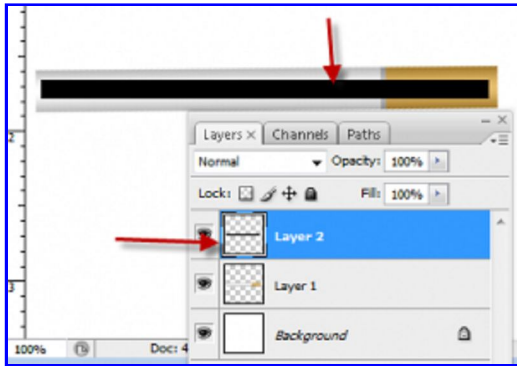 2
Layers × Channels Paths
Normal Opacity: 100%
Lock: Fill: 100%
Layer 2
3
Layer 1
Background
100% Doc: 4